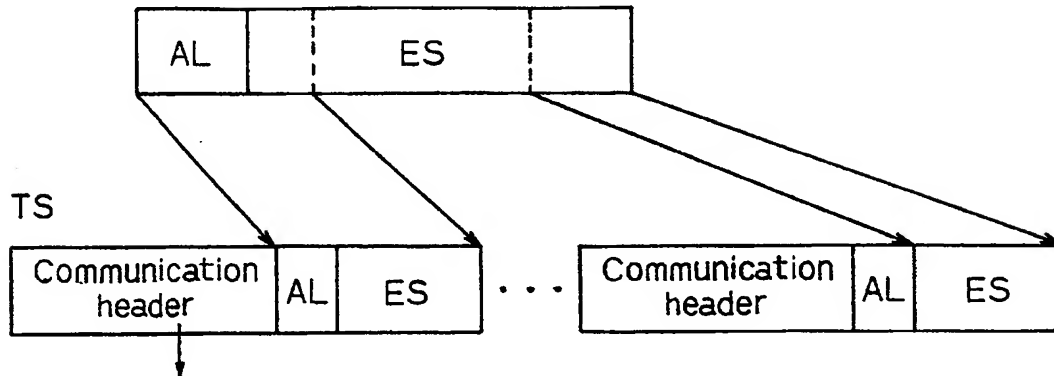 AL ES
TS
Communication header AL ES . . . . Communication header AL ES